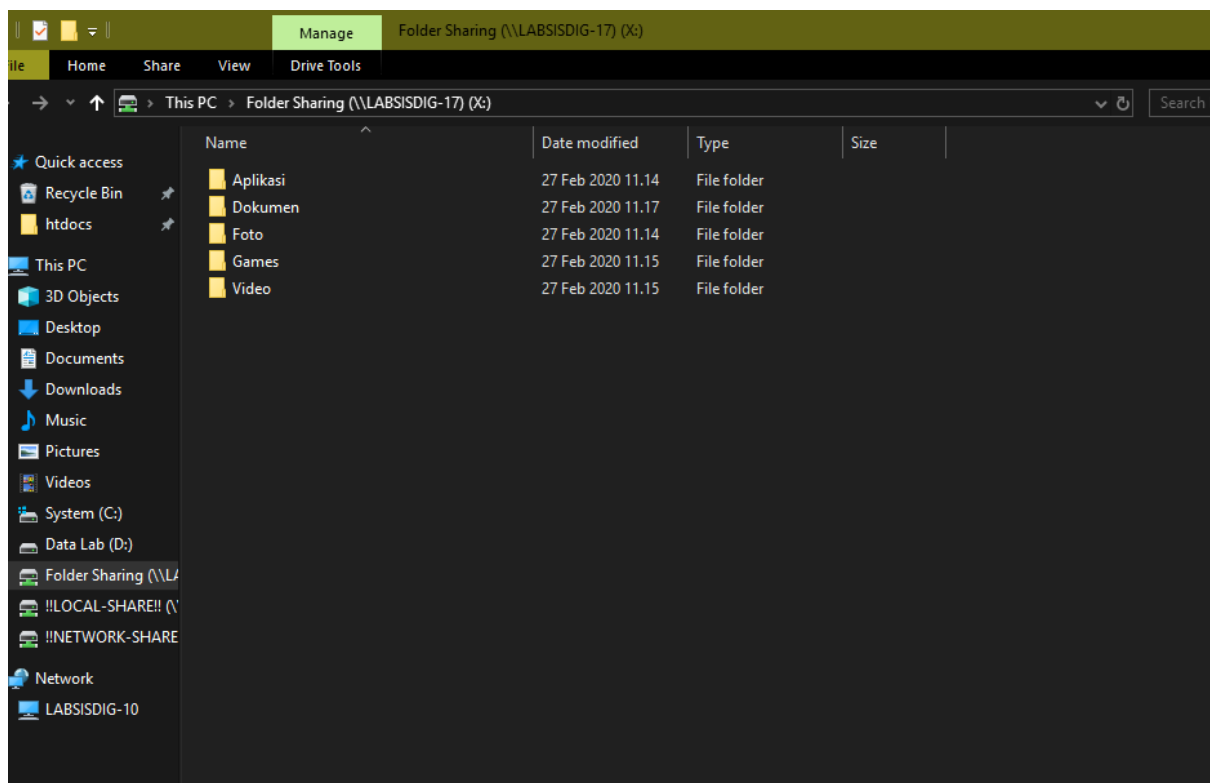 Manage
Folder Sharing (\\LABSISDIG-17) (X:)
File
Home
Share
View
Drive Tools
This PC > Folder Sharing (\\LABSISDIG-17) (X:)
Search
Name
Date modified
Type
Size
Quick access
Recycle Bin
htdocs
This PC
3D Objects
Desktop
Documents
Downloads
Music
Pictures
Videos
System (C:)
Data Lab (D:)
Folder Sharing (\\LA
!!LOCAL-SHARE!! (\
!!NETWORK-SHARE
Network
LABSISDIG-10
Aplikasi 27 Feb 2020 11.14 File folder
Dokumen 27 Feb 2020 11.17 File folder
Foto 27 Feb 2020 11.14 File folder
Games 27 Feb 2020 11.15 File folder
Video 27 Feb 2020 11.15 File folder